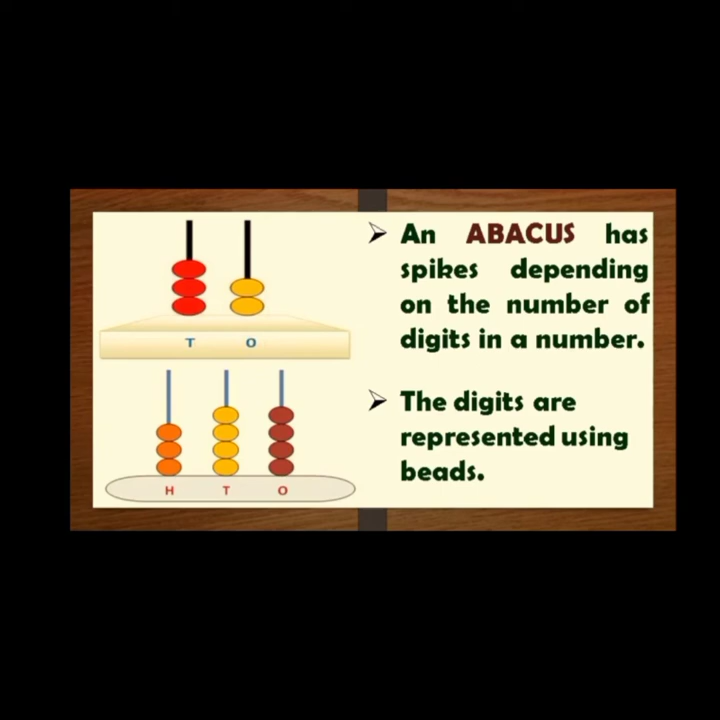 T O
H T O
An ABACUS has
spikes depending
on the number of
digits in a number.
The digits are
represented using
beads.